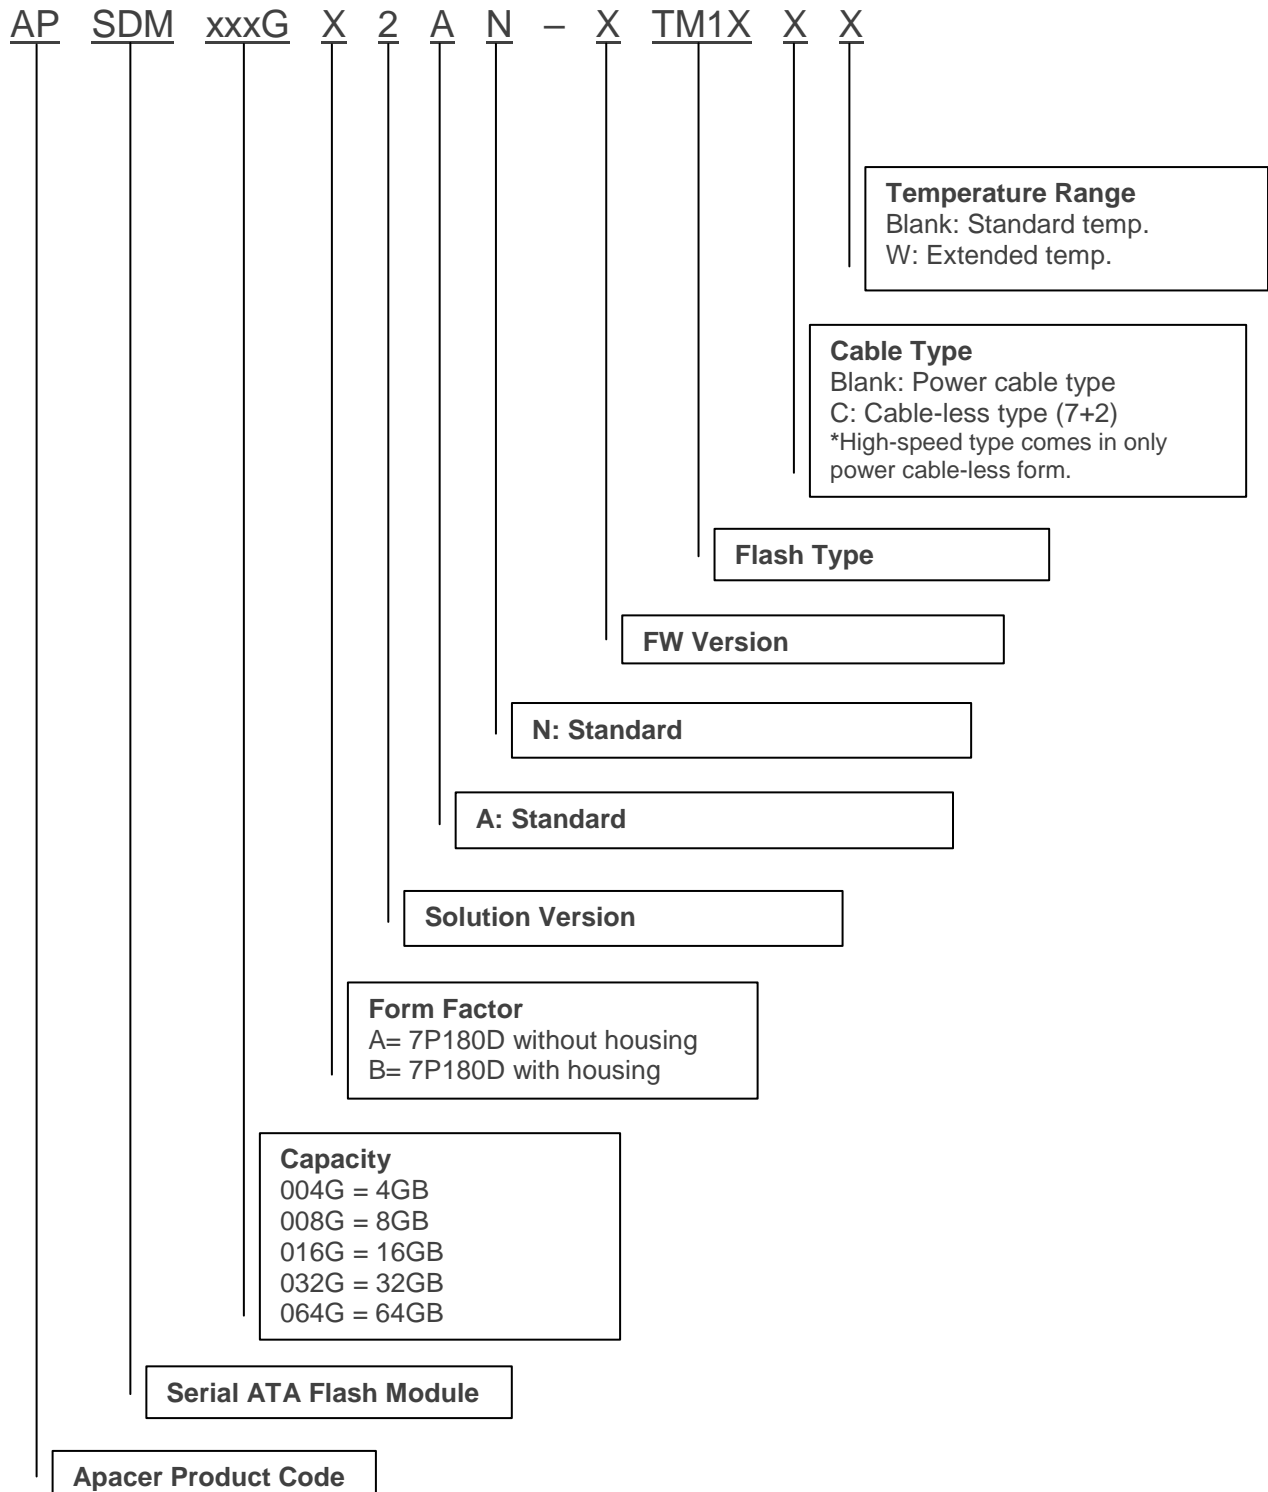 AP SDM xxxG X 2 A N – X TM1X X X
Temperature Range
Blank: Standard temp.
W: Extended temp.
Cable Type
Blank: Power cable type
C: Cable-less type (7+2)
*High-speed type comes in only
power cable-less form.
Flash Type
FW Version
N: Standard
A: Standard
Solution Version
Form Factor
A= 7P180D without housing
B= 7P180D with housing
Capacity
004G = 4GB
008G = 8GB
016G = 16GB
032G = 32GB
064G = 64GB
Serial ATA Flash Module
Apacer Product Code